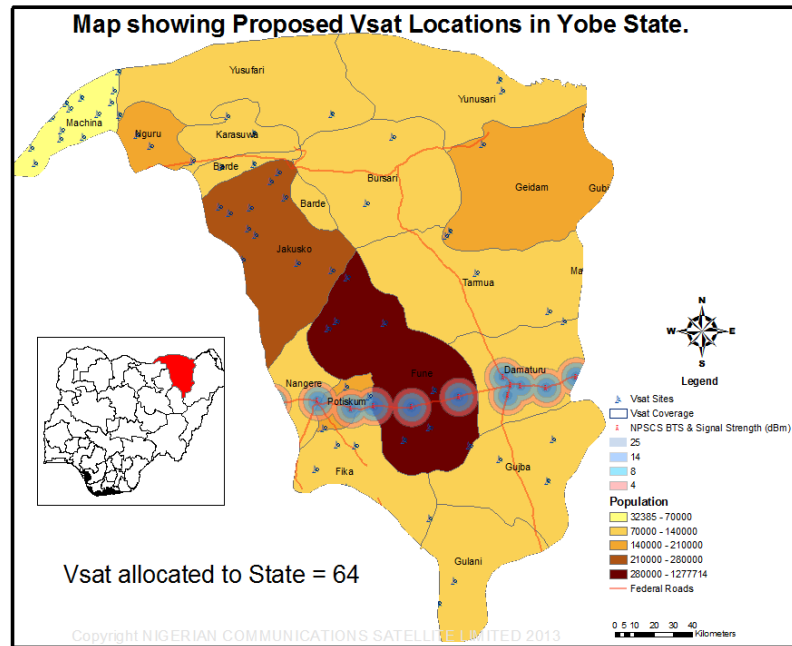 Map showing Proposed Vsat Locations in Yobe State.
Yusufari
Yunusari
Machina
Nguru
Karasuwa
Barde
Bursari
Geidam
Gubi
Barde
Jakusko
Tarmua
Ma
N
W E
S
Nangere
Fune
Damaturu
Potiskum
Fika
Gujba
Gulani
Legend
Vsat Sites
Vsat Coverage
NPSCS BTS & Signal Strength (dBm)
25
14
8
4
Population
32385 - 70000
70000 - 140000
140000 - 210000
210000 - 280000
280000 - 1277714
Federal Roads
Vsat allocated to State = 64
0 5 10 20 30 40
Kilometers
Copyright NIGERIAN COMMUNICATIONS SATELLITE LIMITED 2013